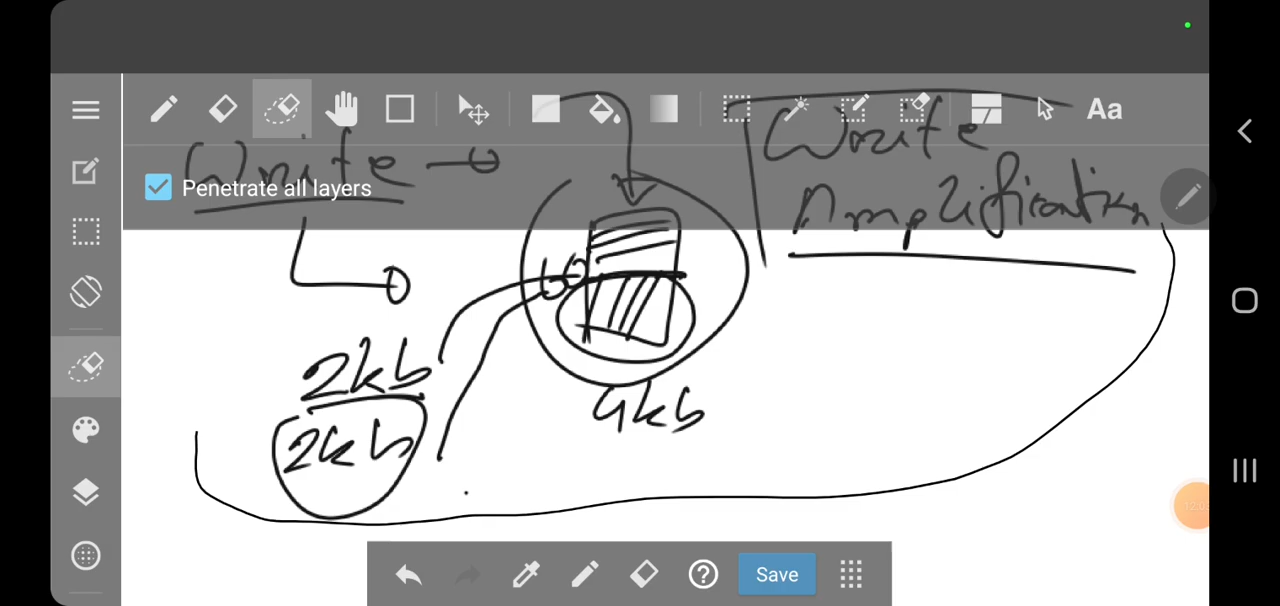 Aa
Penetrate all layers
Write
Write
Amplification
2kb
2kb
4kb
Save